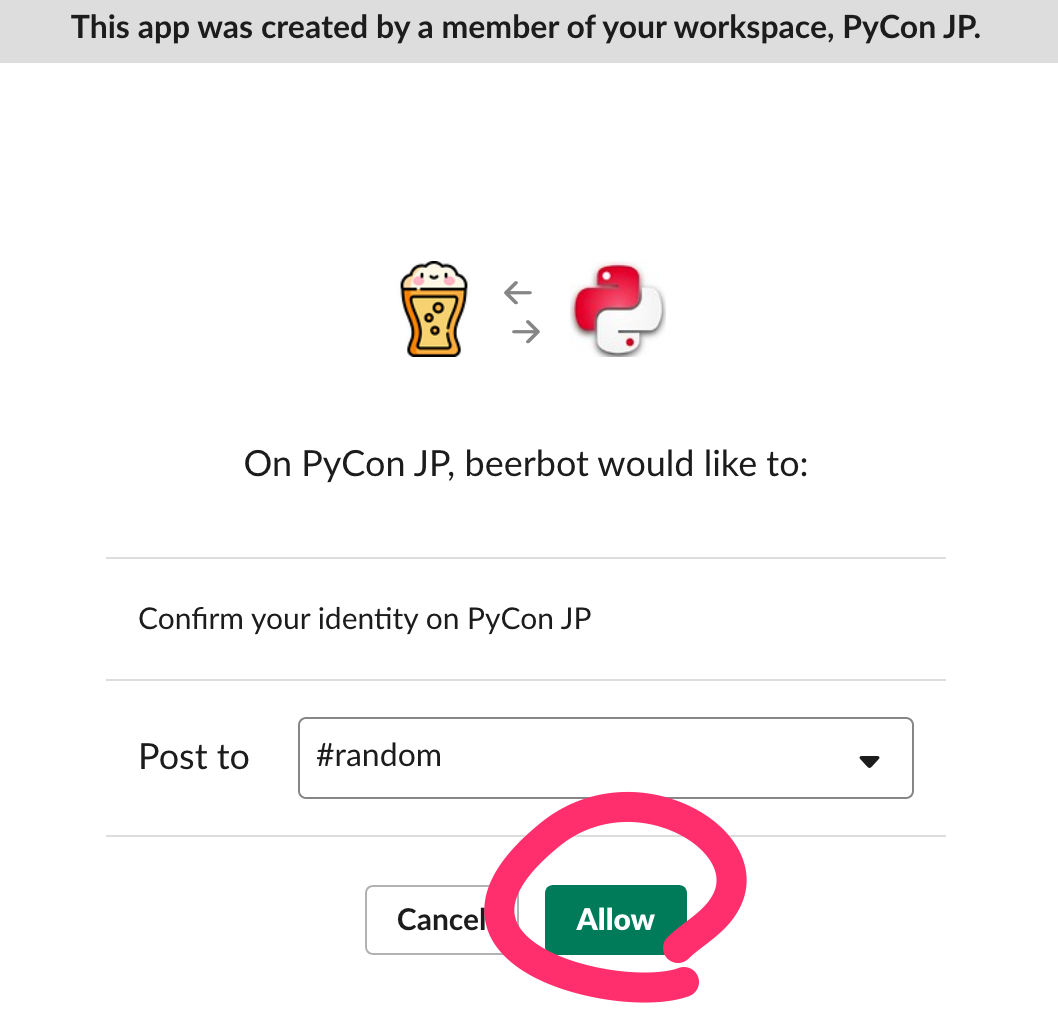 This app was created by a member of your workspace, PyCon JP.
On PyCon JP, beerbot would like to:
Confirm your identity on PyCon JP
Post to
#random
Cancel
Allow